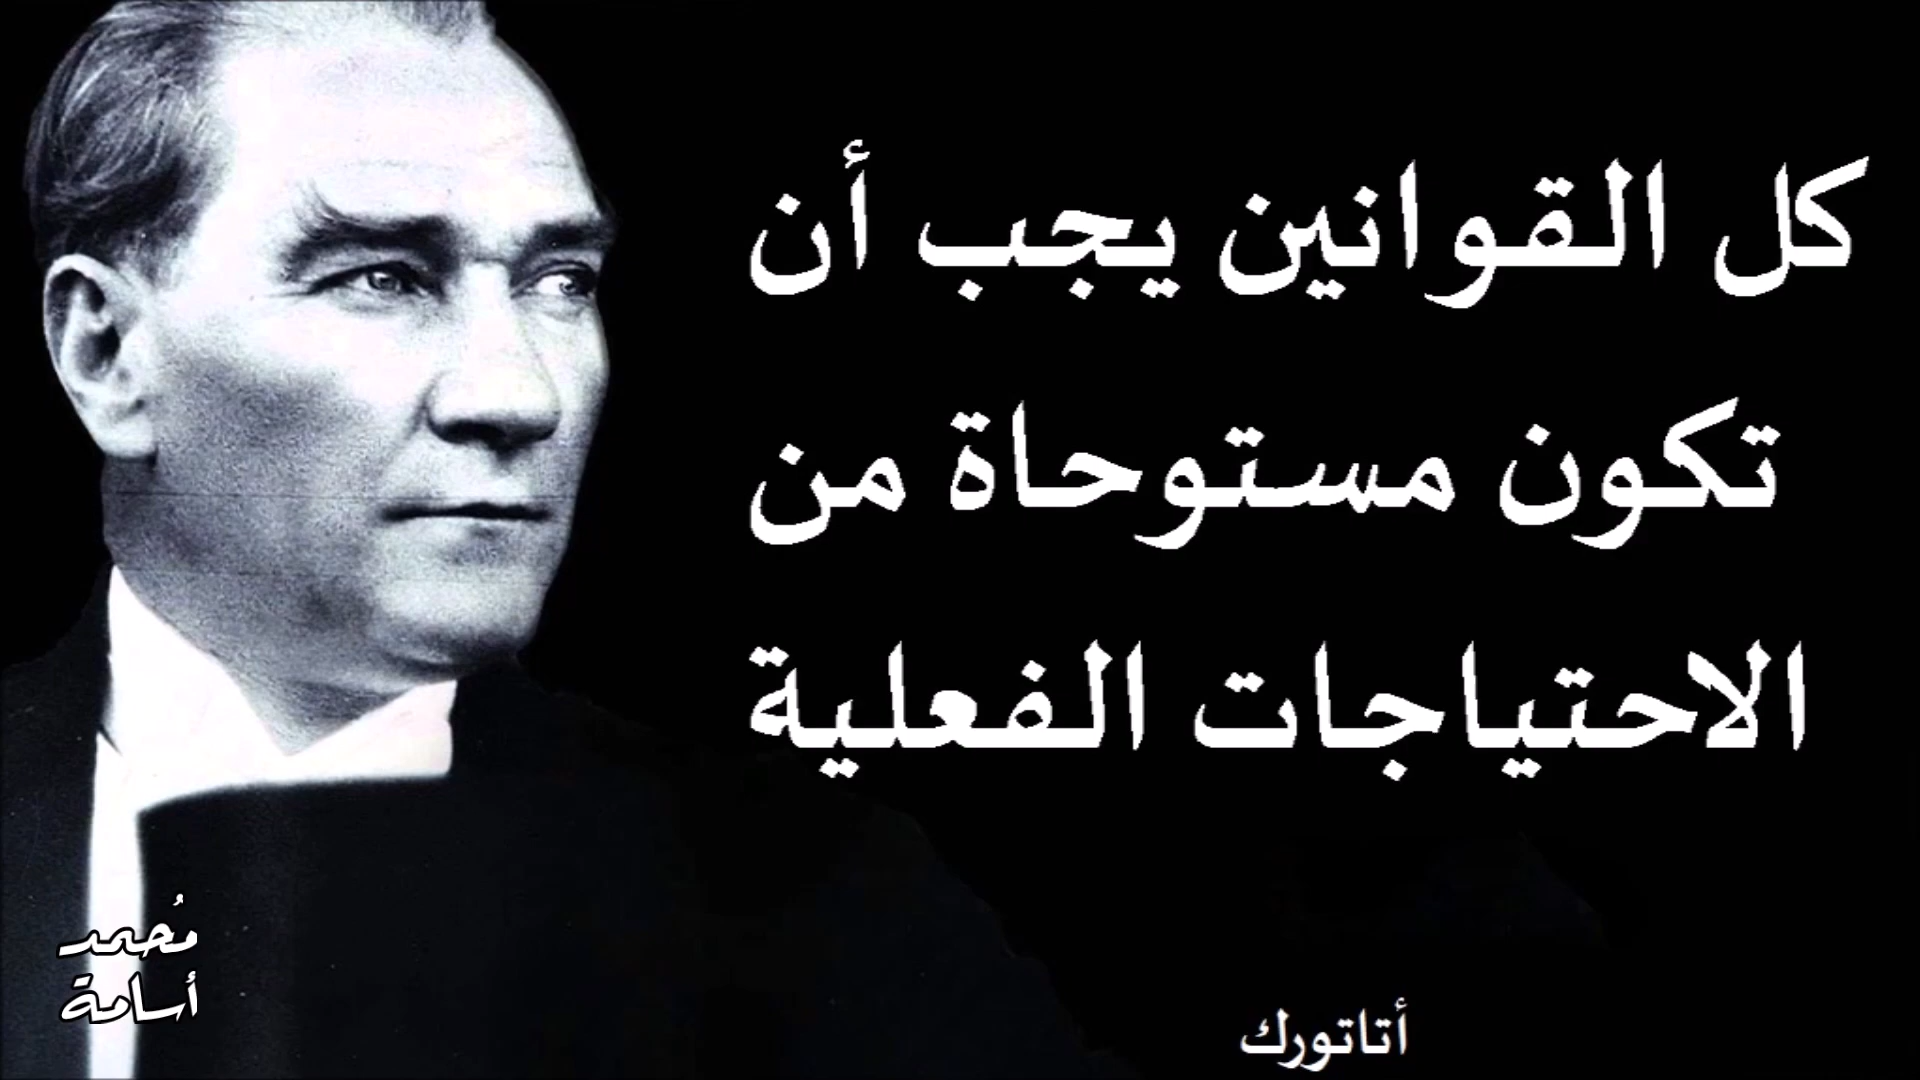 كل القوانين يجب أن
تكون مستوحاة من
الاحتياجات الفعلية
أتاتورك
مُحمد
أسامة